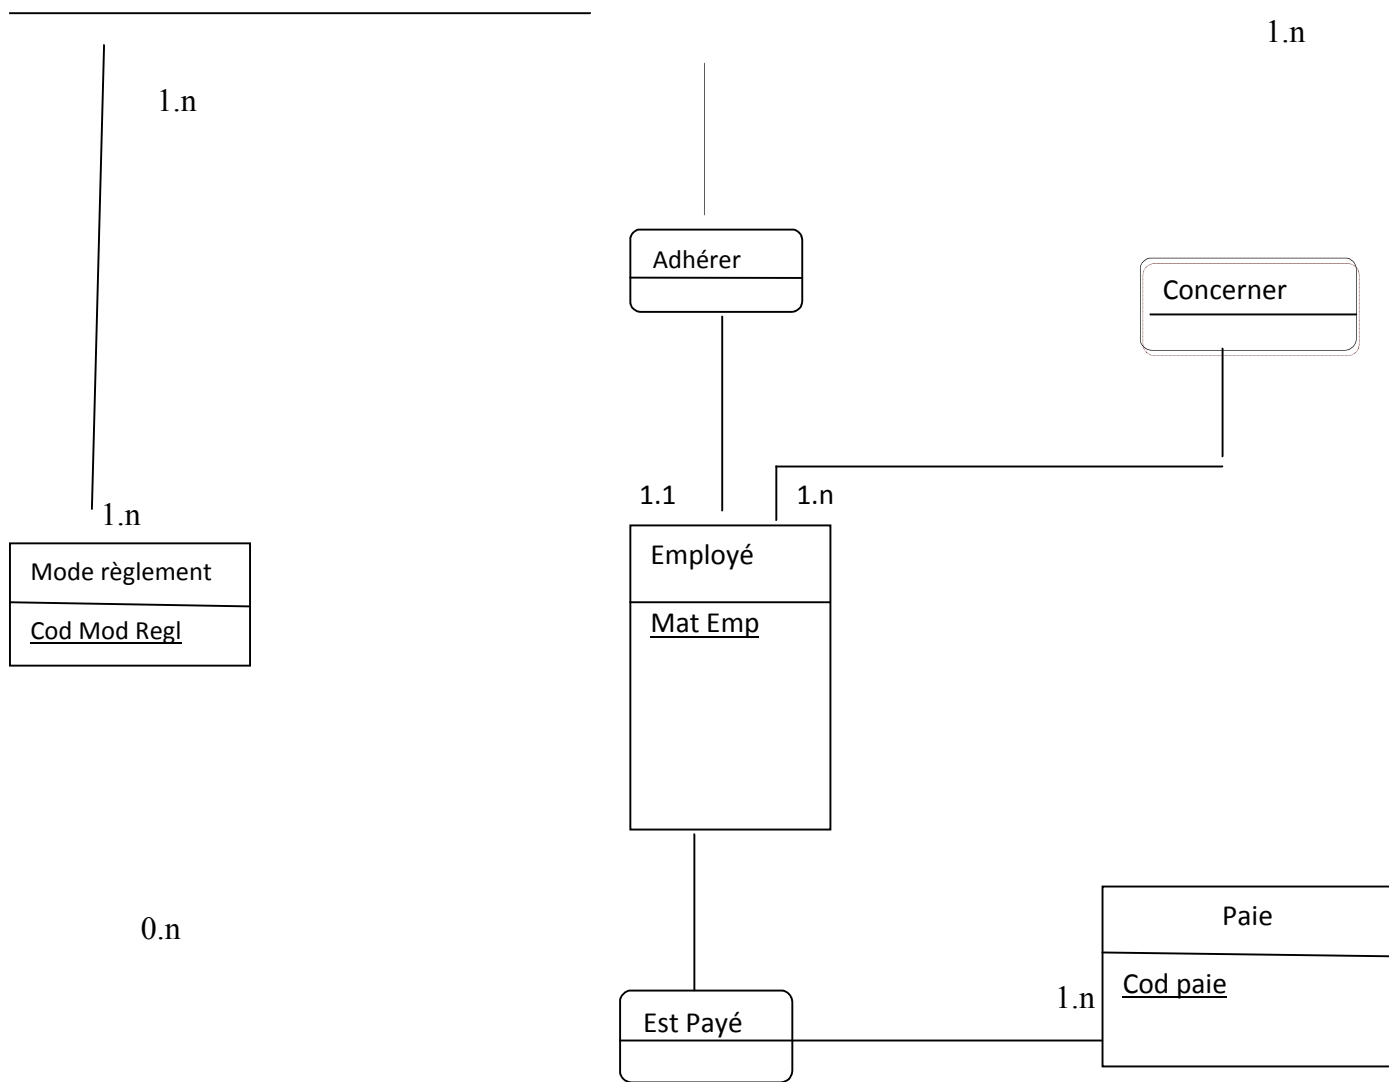 1.n
1.n
Adhérer
Concerner
1.1
1.n
1.n
Employé
Mode règlement
Mat Emp
Cod Mod Regl
Paie
0.n
Cod paie
1.n
Est Payé